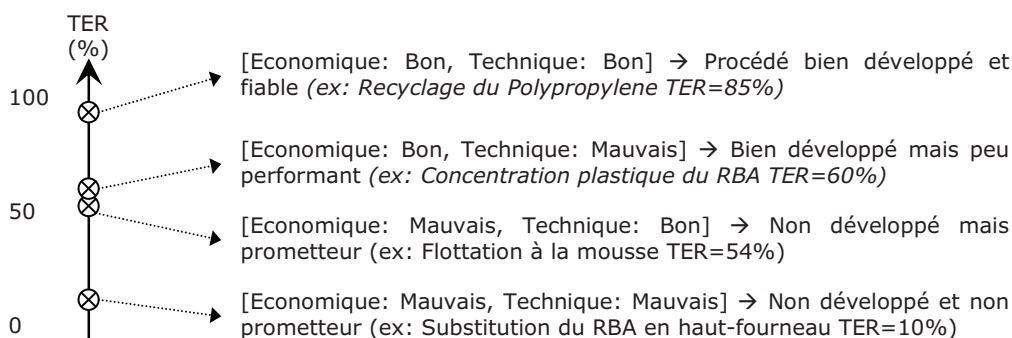 TER
(%)
100
[Economique: Bon, Technique: Bon] → Procédé bien développé et
fiable (ex: Recyclage du Polypropylene TER=85%)
[Economique: Bon, Technique: Mauvais] → Bien développé mais peu
performant (ex: Concentration plastique du RBA TER=60%)
50
[Economique: Mauvais, Technique: Bon] → Non développé mais
prometteur (ex: Flottation à la mousse TER=54%)
[Economique: Mauvais, Technique: Mauvais] → Non développé et non
prometteur (ex: Substitution du RBA en haut-fourneau TER=10%)
0